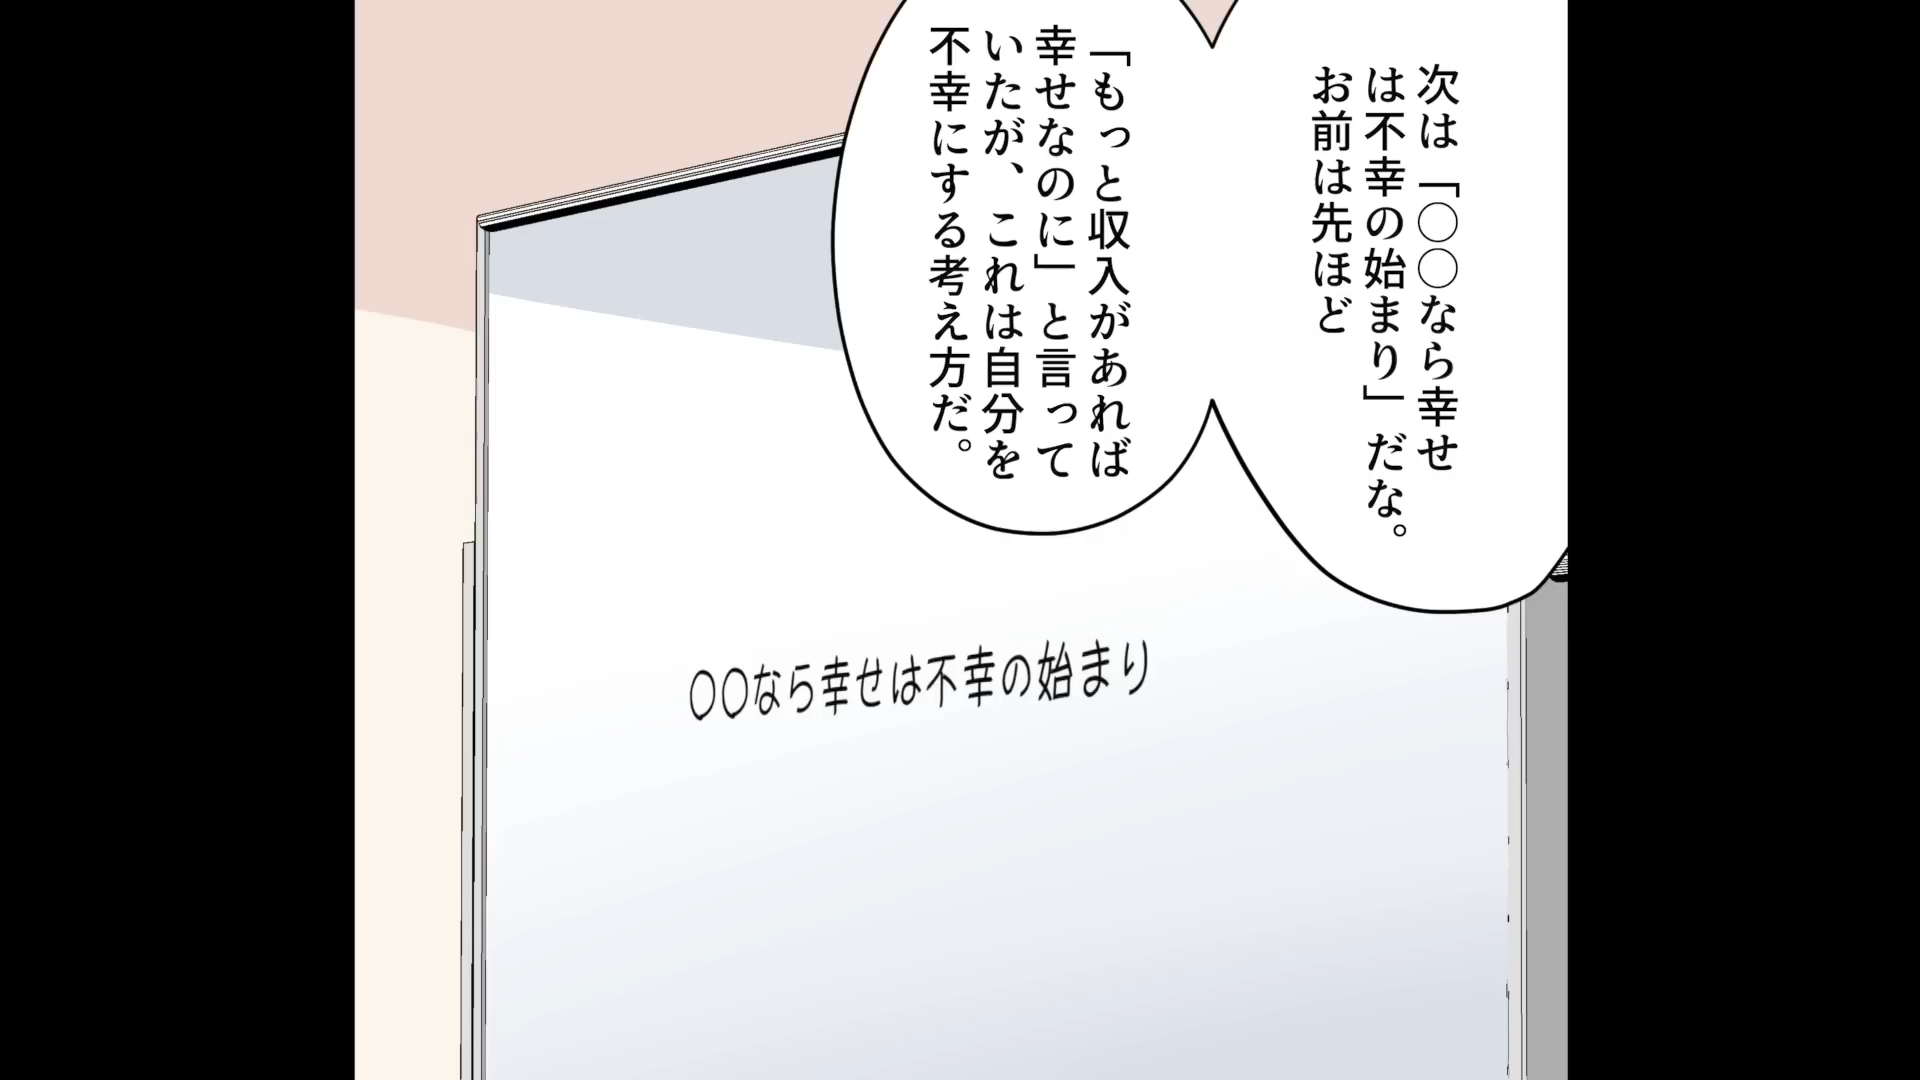 次は「○○なら幸せ
は不幸の始まり」だな。
お前は先ほど
「もっと収入があれば
幸せなのに」と言って
いたが、これは自分を
不幸にする考え方だ。
○○なら幸せは不幸の始まり